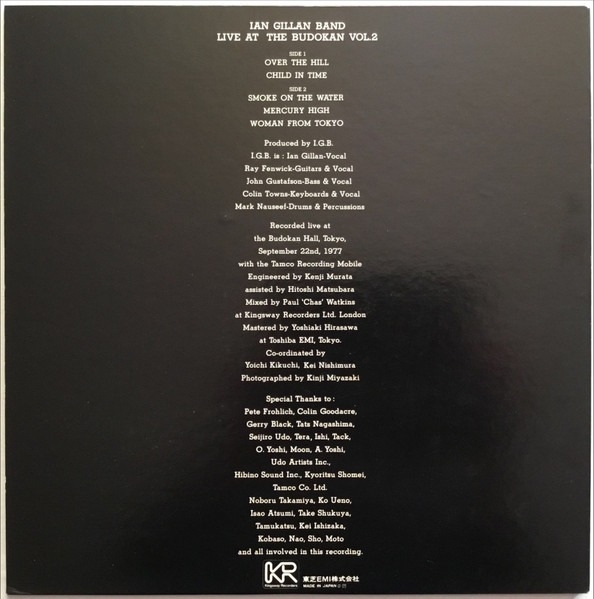 IAN GILLAN BAND
LIVE AT THE BUDOKAN VOL.2
SIDE 1
OVER THE HILL
CHILD IN TIME
SIDE 2
SMOKE ON THE WATER
MERCURY HIGH
WOMAN FROM TOKYO
Produced by I.G.B.
I.G.B. is : Ian Gillan-Vocal
Ray Fenwick-Guitars & Vocal
John Gustafson-Bass & Vocal
Colin Towns-Keyboards & Vocal
Mark Nauseef-Drums & Percussions
Recorded live at
the Budokan Hall, Tokyo,
September 22nd, 1977
with the Tamco Recording Mobile
Engineered by Kenji Murata
assisted by Hitoshi Matsubara
Mixed by Paul 'Chas' Watkins
at Kingsway Recorders Ltd. London
Mastered by Yoshiaki Hirasawa
at Toshiba EMI, Tokyo.
Co-ordinated by
Yoichi Kikuchi, Kei Nishimura
Photographed by Kinji Miyazaki
Special Thanks to :
Pete Frohlich, Colin Goodacre,
Gerry Black, Tats Nagashima,
Seijiro Udo, Tera, Ishi, Tack,
O. Yoshi, Moon, A. Yoshi,
Udo Artists Inc.,
Hibino Sound Inc., Kyoritsu Shomei,
Tamco Co. Ltd.
Noboru Takamiya, Ko Ueno,
Isao Atsumi, Take Shukuya,
Tamukatsu, Kei Ishizaka,
Kobaso, Nao, Sho, Moto
and all involved in this recording.
KR
Kingsway Recorders
東芝EMI株式会社
MADE IN JAPAN